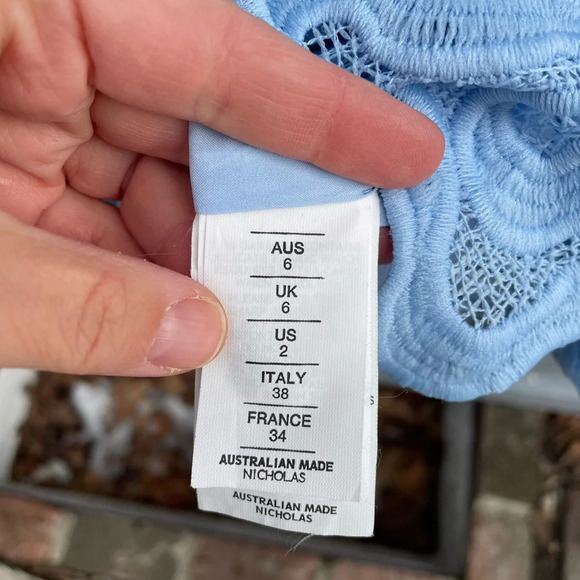 AUS
6
UK
6
US
2
ITALY
38
FRANCE
34
AUSTRALIAN MADE
NICHOLAS
AUSTRALIAN MADE
NICHOLAS